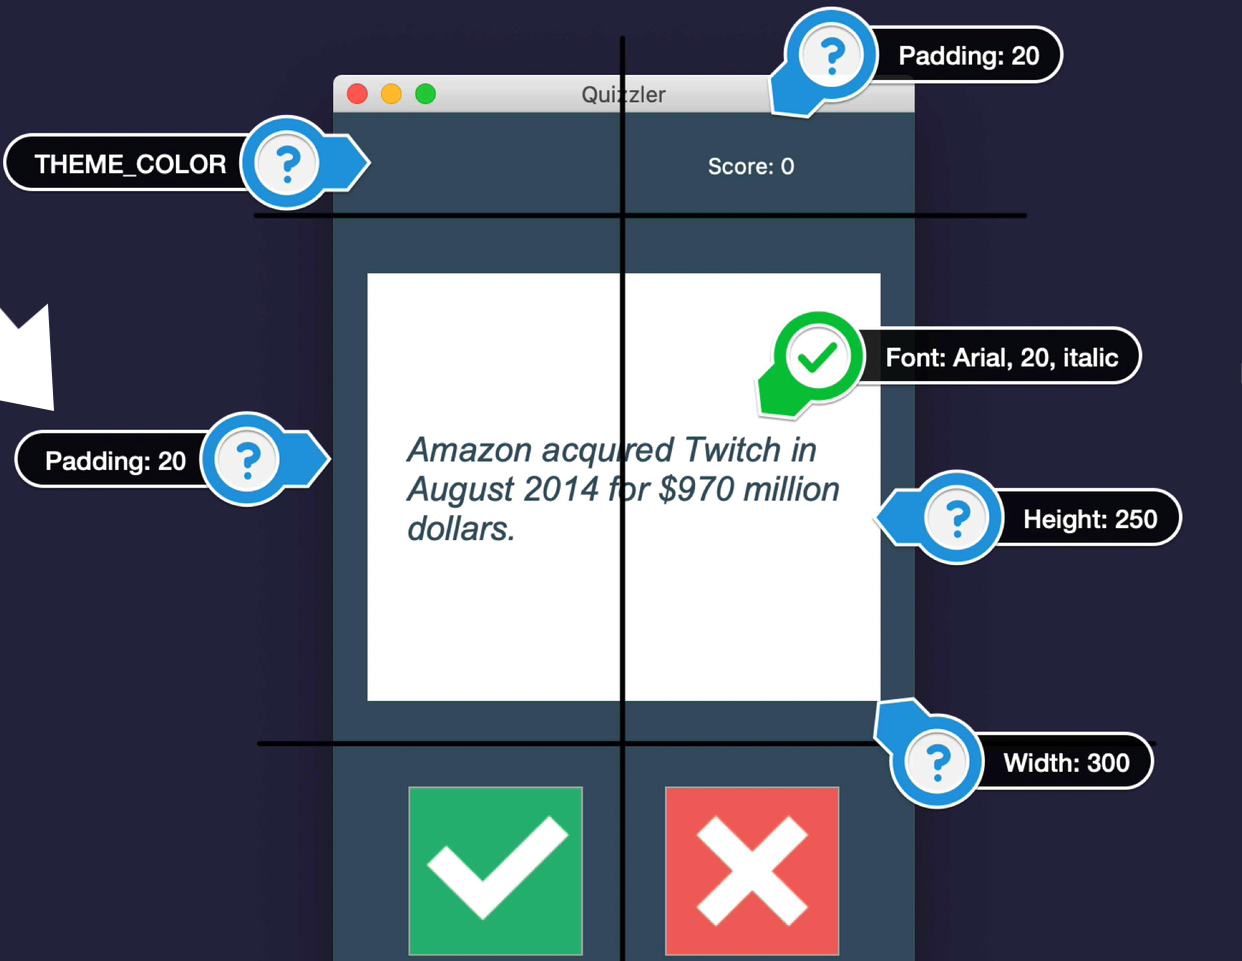 Padding: 20
Quizzler
THEME_COLOR
Score: 0
Font: Arial, 20, italic
Amazon acquired Twitch in
August 2014 for $970 million
dollars.
Padding: 20
Height: 250
Width: 300